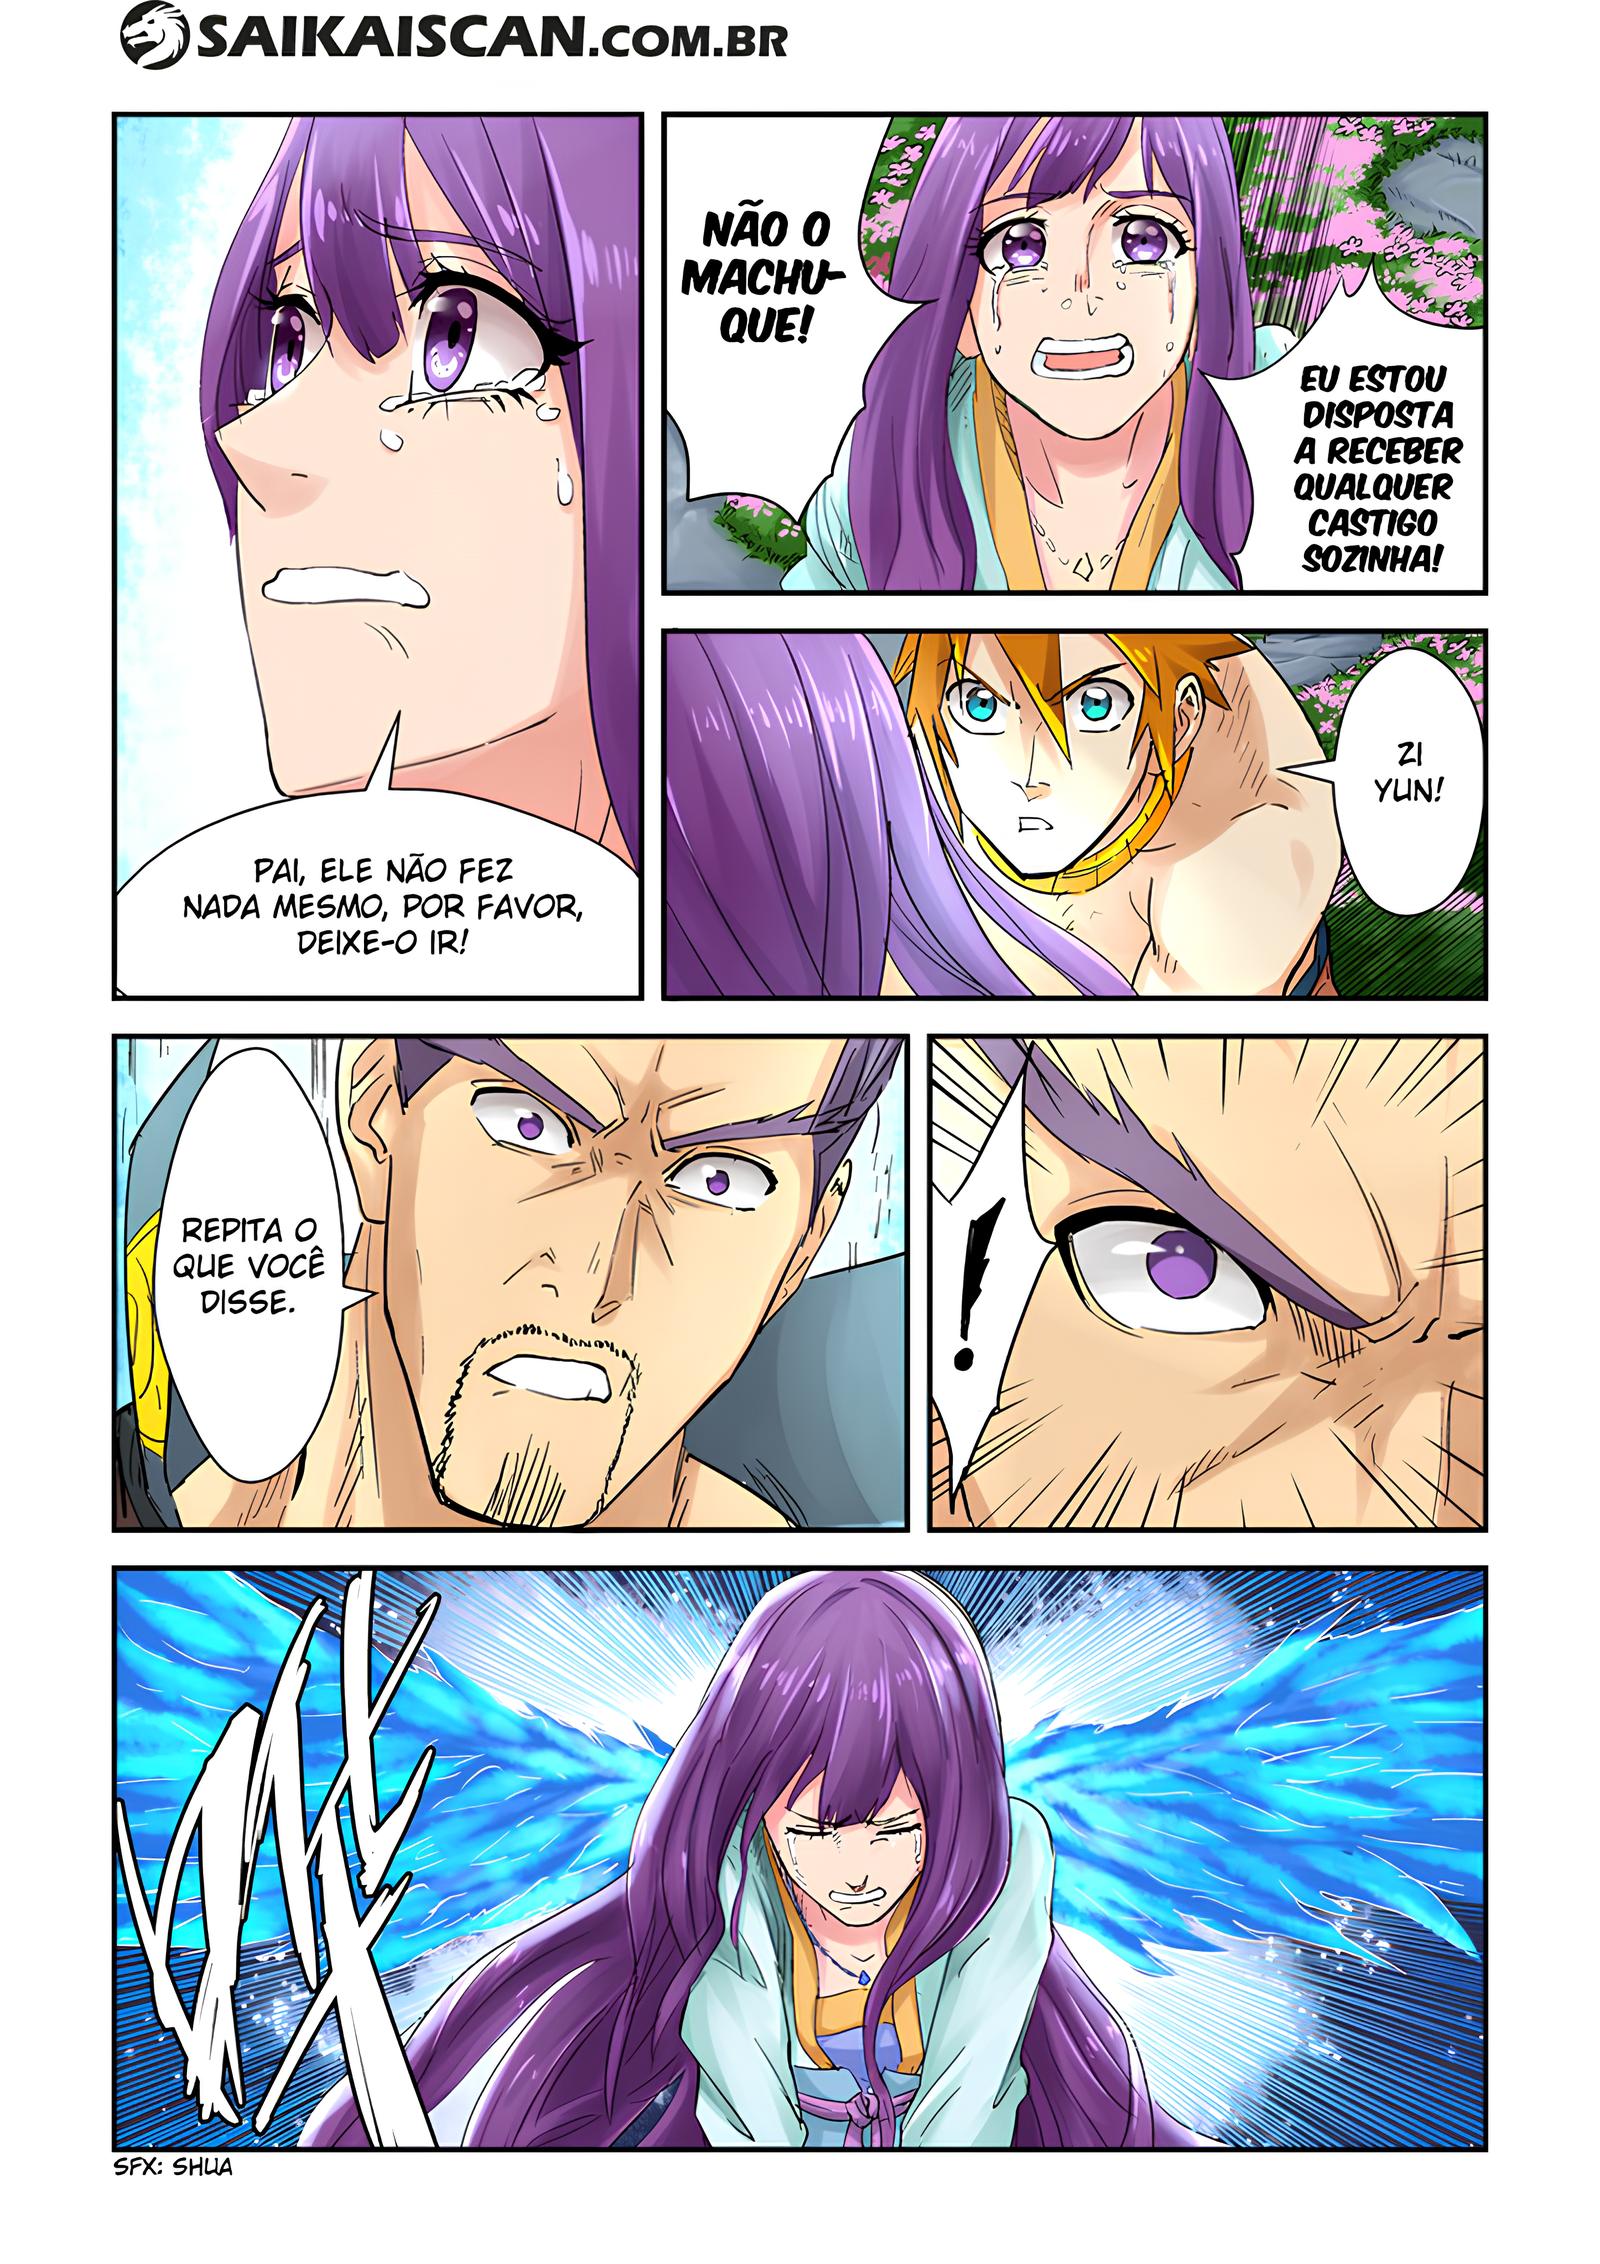 SAIKAISCAN.COM.BR
NÃO O
MACHU-
QUE!
EU ESTOU
DISPOSTA
A RECEBER
QUALQUER
CASTIGO
SOZINHA!
PAI, ELE NÃO FEZ
NADA MESMO, POR FAVOR,
DEIXE-O IR!
ZI
YUN!
REPITA O
QUE VOCÊ
DISSE.
!
SFX: SHUA